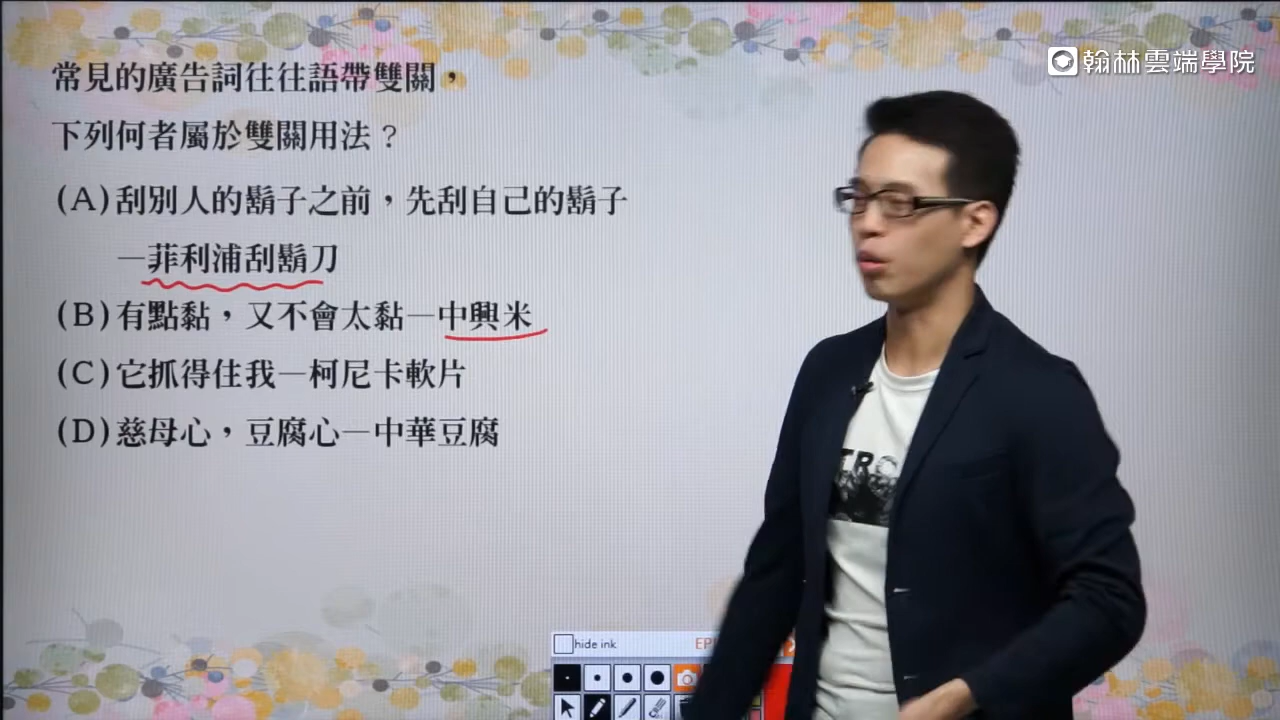 翰林雲端學院
常見的廣告詞往往語帶雙關，
下列何者屬於雙關用法？
(A)刮別人的鬍子之前，先刮自己的鬍子
—菲利浦刮鬍刀
(B)有點黏，又不會太黏—中興米
(C)它抓得住我—柯尼卡軟片
(D)慈母心，豆腐心—中華豆腐
hide ink